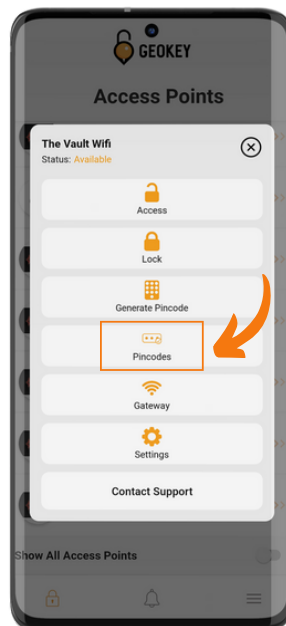 GEOKEY
Access Points
The Vault Wifi
Status: Available
Access
Lock
Generate Pincode
Pincodes
Gateway
Settings
Contact Support
Show All Access Points